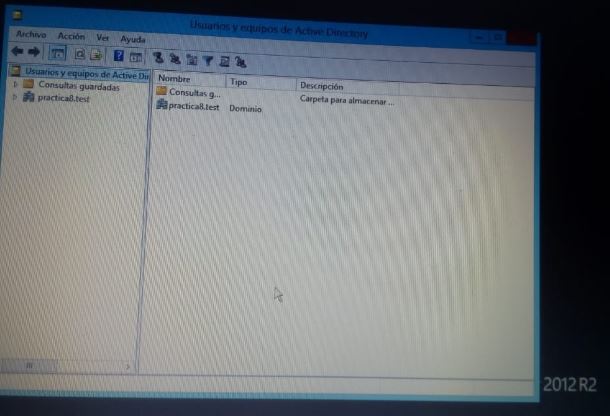 Usuarios y equipos de Active Directory
Archivo Acción Ver Ayuda
Usuarios y equipos de Active Dir
Consultas guardadas
practica8.test
Nombre Tipo Descripción
Consultas g... Carpeta para almacenar ...
practica8.test Dominio
2012 R2